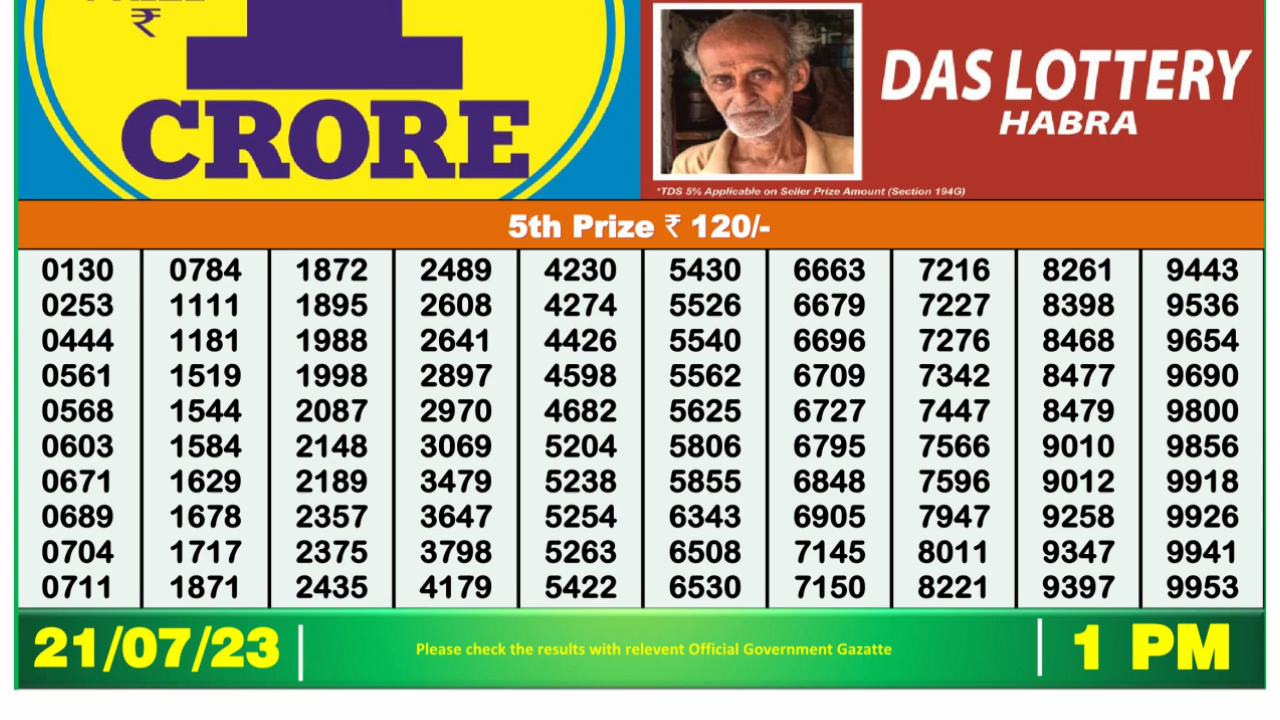 ₹
1
CRORE
DAS LOTTERY
HABRA
*TDS 5% Applicable on Seller Prize Amount (Section 194G)
5th Prize ₹ 120/-
0130 0784 1872 2489 4230 5430 6663 7216 8261 9443
0253 1111 1895 2608 4274 5526 6679 7227 8398 9536
0444 1181 1988 2641 4426 5540 6696 7276 8468 9654
0561 1519 1998 2897 4598 5562 6709 7342 8477 9690
0568 1544 2087 2970 4682 5625 6727 7447 8479 9800
0603 1584 2148 3069 5204 5806 6795 7566 9010 9856
0671 1629 2189 3479 5238 5855 6848 7596 9012 9918
0689 1678 2357 3647 5254 6343 6905 7947 9258 9926
0704 1717 2375 3798 5263 6508 7145 8011 9347 9941
0711 1871 2435 4179 5422 6530 7150 8221 9397 9953
21/07/23 Please check the results with relevent Official Government Gazatte 1 PM